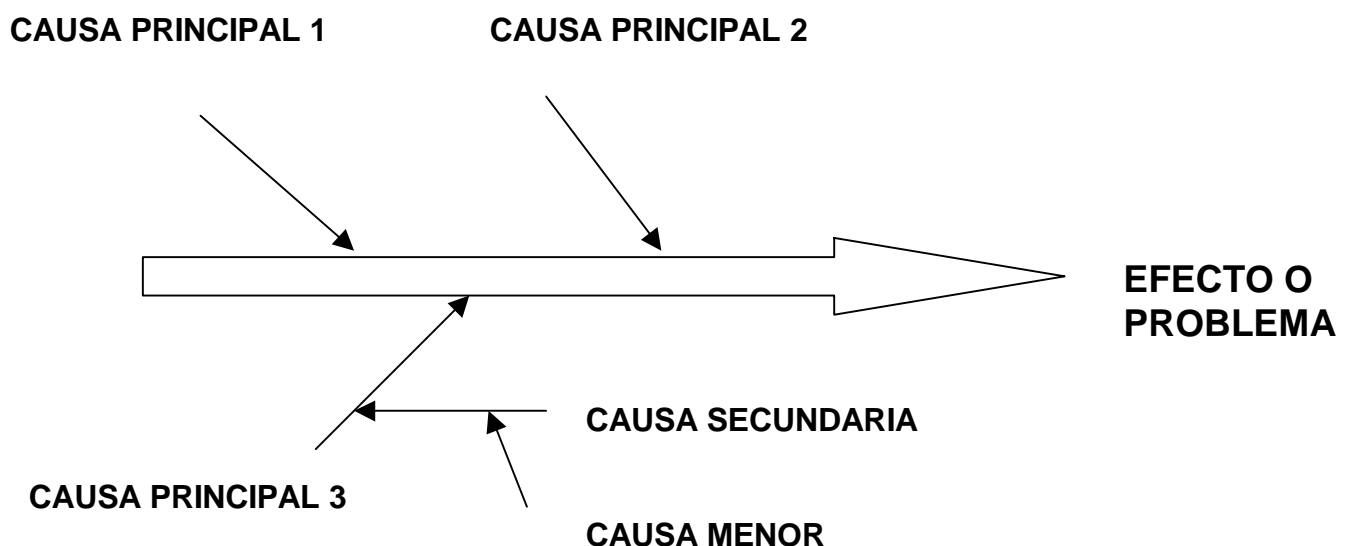 CAUSA PRINCIPAL 1
CAUSA PRINCIPAL 2
EFECTO O
PROBLEMA
CAUSA SECUNDARIA
CAUSA PRINCIPAL 3
CAUSA MENOR